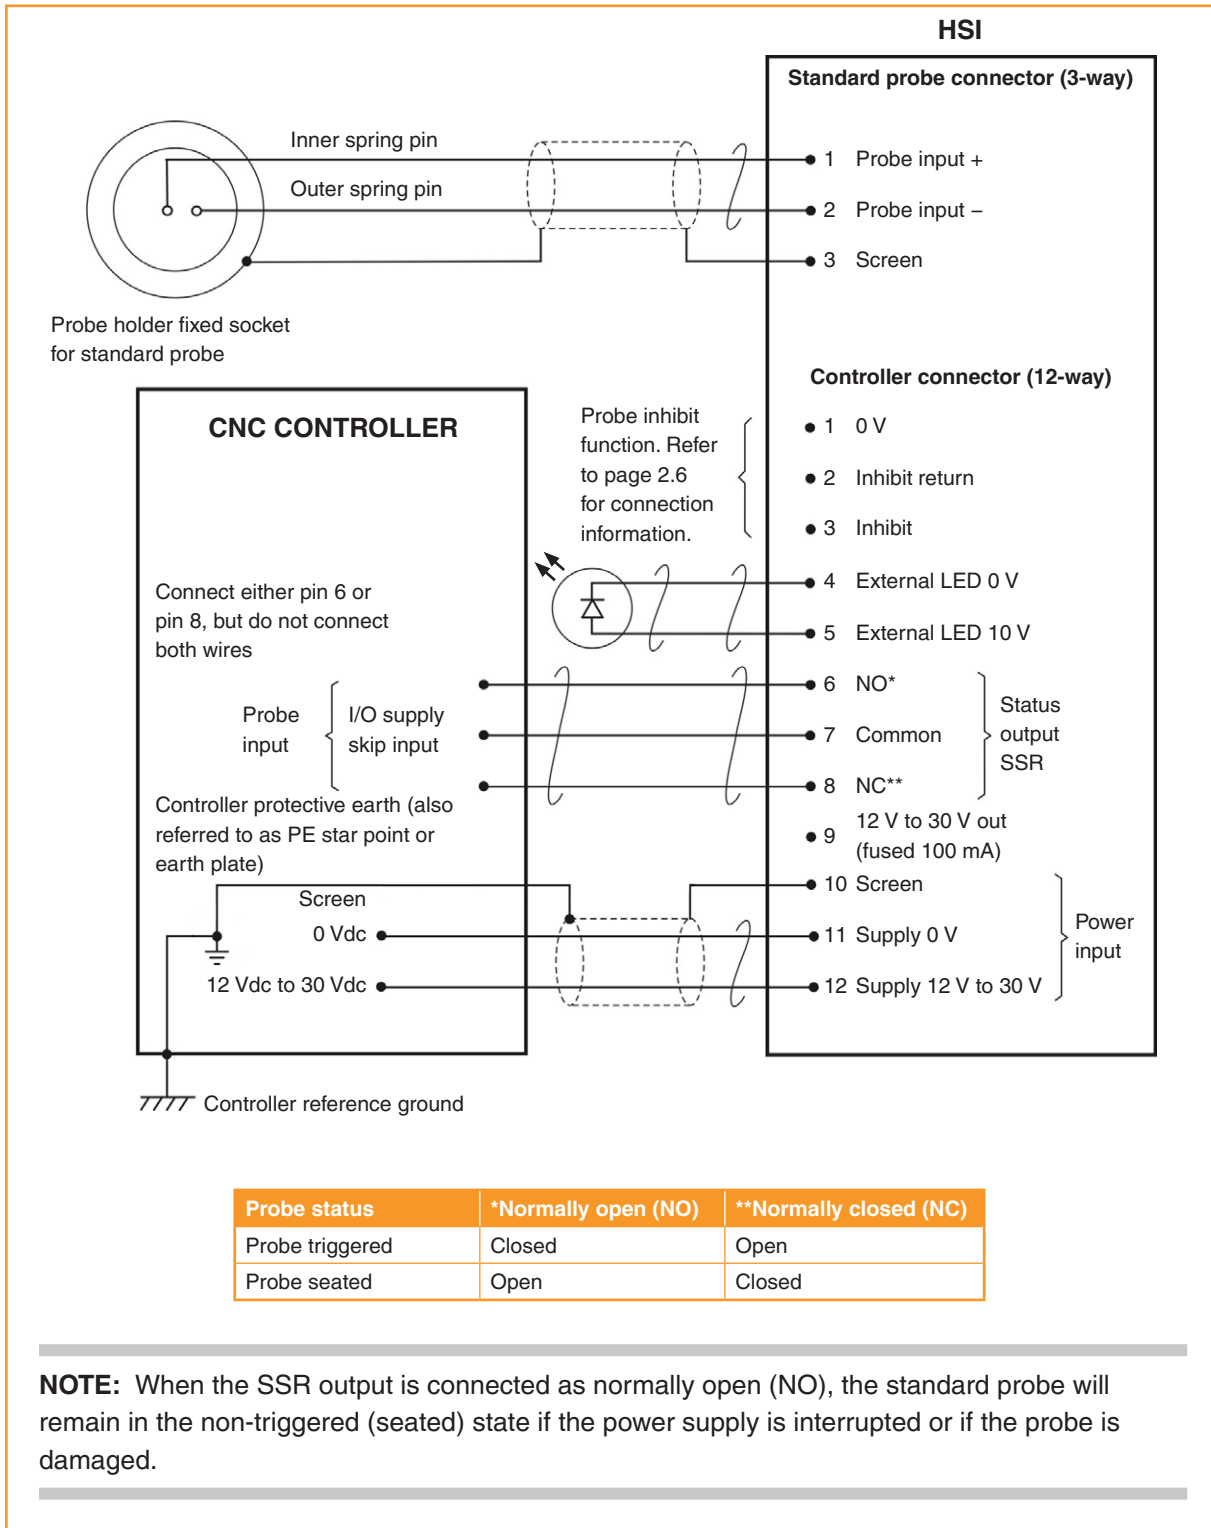 HSI
Standard probe connector (3-way)
Inner spring pin
Outer spring pin
1 Probe input +
2 Probe input –
3 Screen
Probe holder fixed socket
for standard probe
Controller connector (12-way)
CNC CONTROLLER
Probe inhibit
function. Refer
to page 2.6
for connection
information.
1 0 V
2 Inhibit return
3 Inhibit
4 External LED 0 V
5 External LED 10 V
Connect either pin 6 or
pin 8, but do not connect
both wires
Probe
input
I/O supply
skip input
6 NO*
7 Common
8 NC**
Status
output
SSR
9 12 V to 30 V out
(fused 100 mA)
Controller protective earth (also
referred to as PE star point or
earth plate)
Screen
0 Vdc
12 Vdc to 30 Vdc
10 Screen
11 Supply 0 V
12 Supply 12 V to 30 V
Power
input
Controller reference ground
Probe status *Normally open (NO) **Normally closed (NC)
Probe triggered Closed Open
Probe seated Open Closed
NOTE: When the SSR output is connected as normally open (NO), the standard probe will
remain in the non-triggered (seated) state if the power supply is interrupted or if the probe is
damaged.